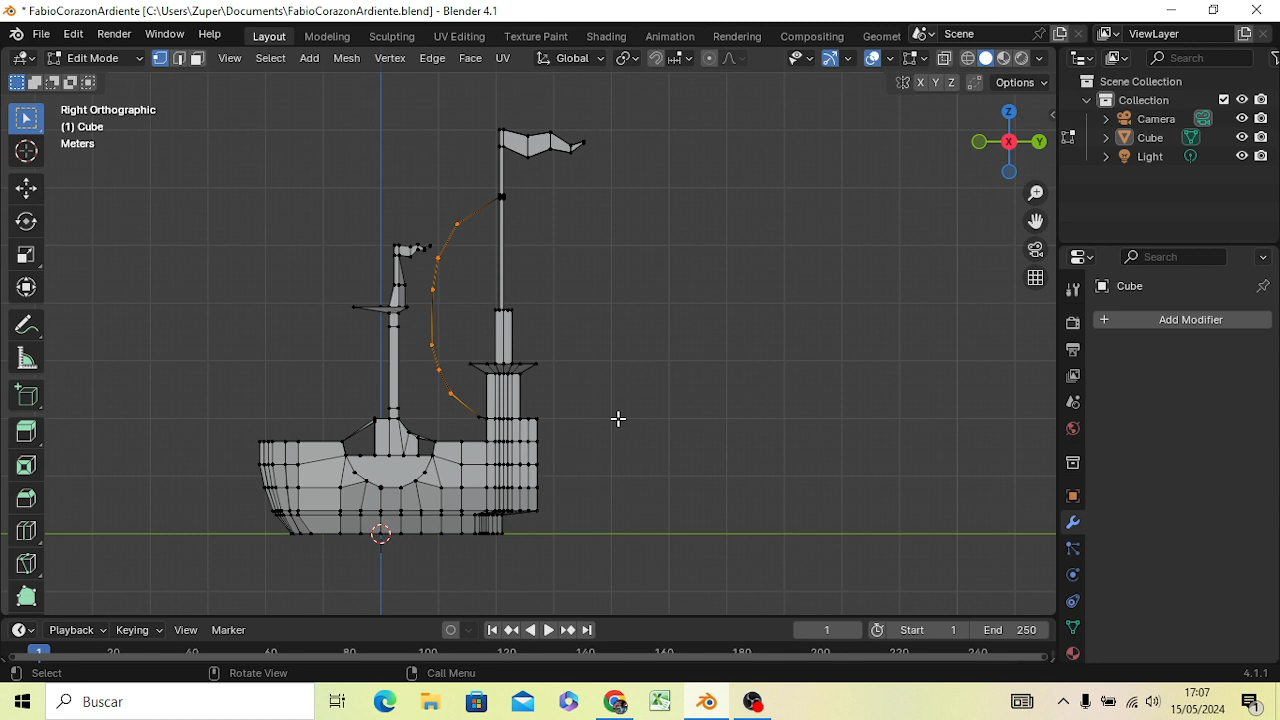 * FabioCorazonArdiente [C:\Users\Zuper\Documents\FabioCorazonArdiente.blend] - Blender 4.1
File Edit Render Window Help Layout Modeling Sculpting UV Editing Texture Paint Shading Animation Rendering Compositing Geomet Scene ViewLayer
Edit Mode View Select Add Mesh Vertex Edge Face UV Global Search
X Y Z Options
Right Orthographic
(1) Cube
Meters
Z
X
Y
Scene Collection
Collection
Camera
Cube
Light
Search
Cube
Add Modifier
Playback Keying View Marker 1 Start 1 End 250
1 20 40 60 80 100 120 140 160 180 200 220 240
Select Rotate View Call Menu 4.1.1
Buscar
17:07
15/05/2024
1